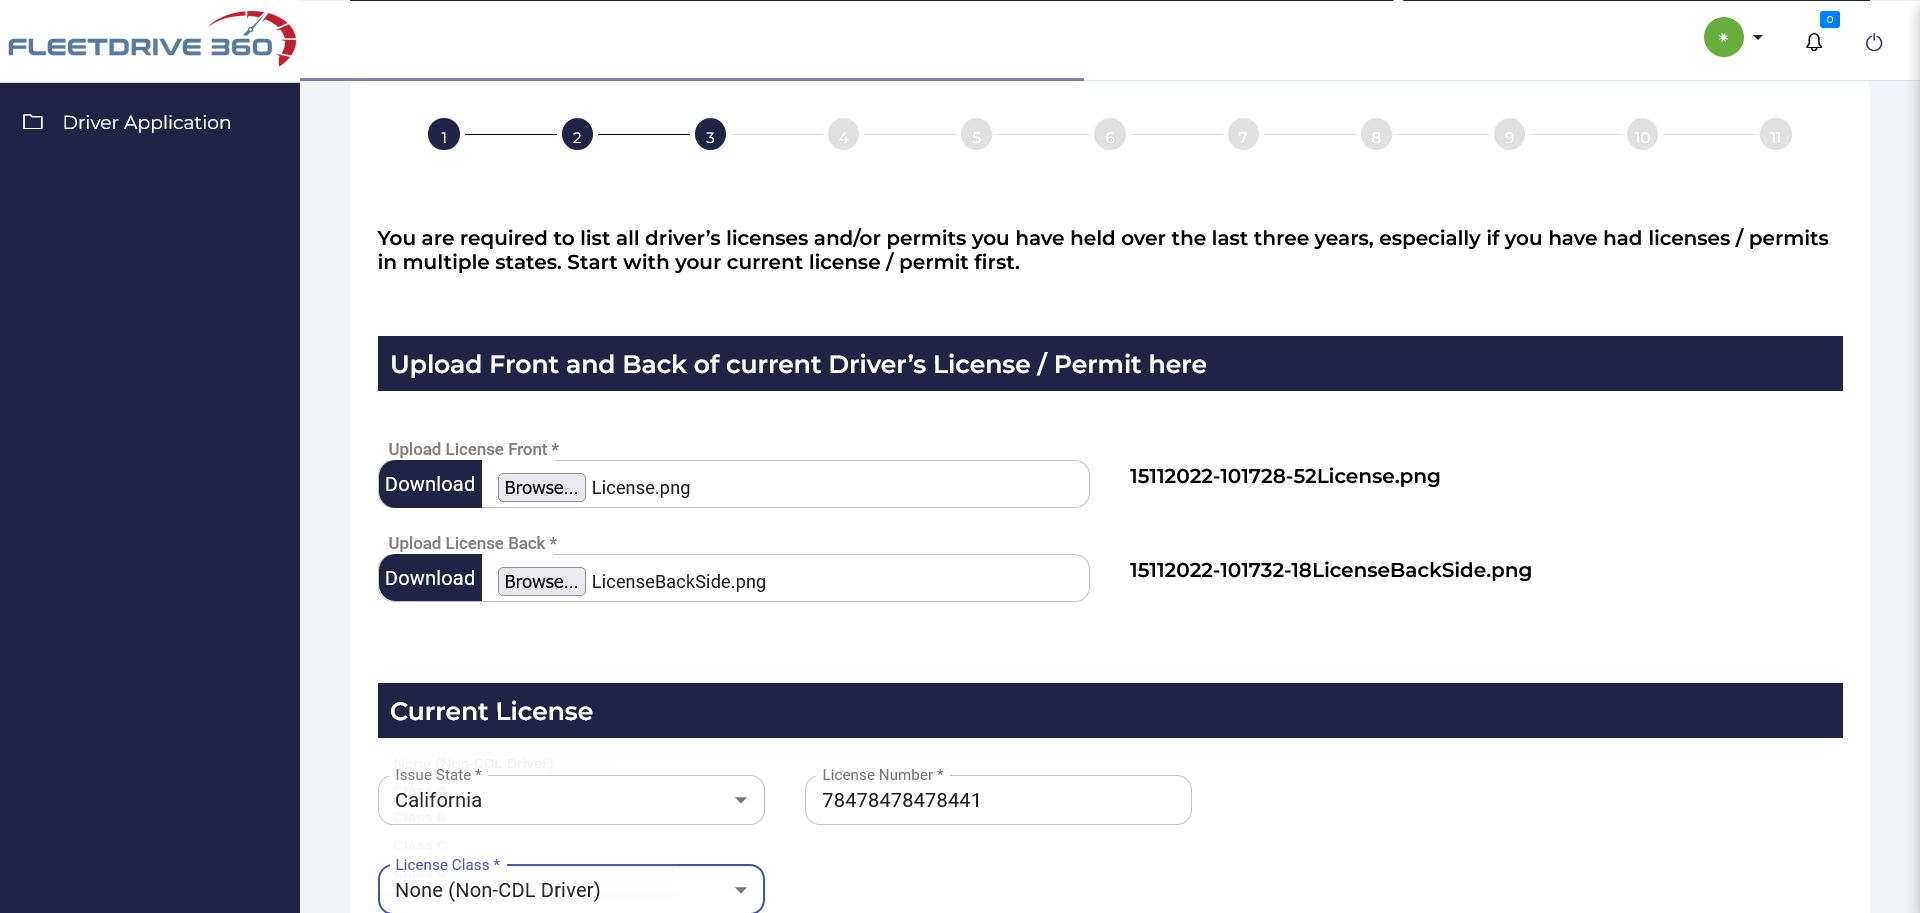 FLEETDRIVE 360
0
Driver Application
1 2 3 4 5 6 7 8 9 10 11
You are required to list all driver’s licenses and/or permits you have held over the last three years, especially if you have had licenses / permits
in multiple states. Start with your current license / permit first.
Upload Front and Back of current Driver’s License / Permit here
Upload License Front *
Download Browse... License.png
15112022-101728-52License.png
Upload License Back *
Download Browse... LicenseBackSide.png
15112022-101732-18LicenseBackSide.png
Current License
None (Non-CDL Driver)
Issue State *
California
License Number *
78478478478441
Class B
Class C
License Class *
None (Non-CDL Driver)